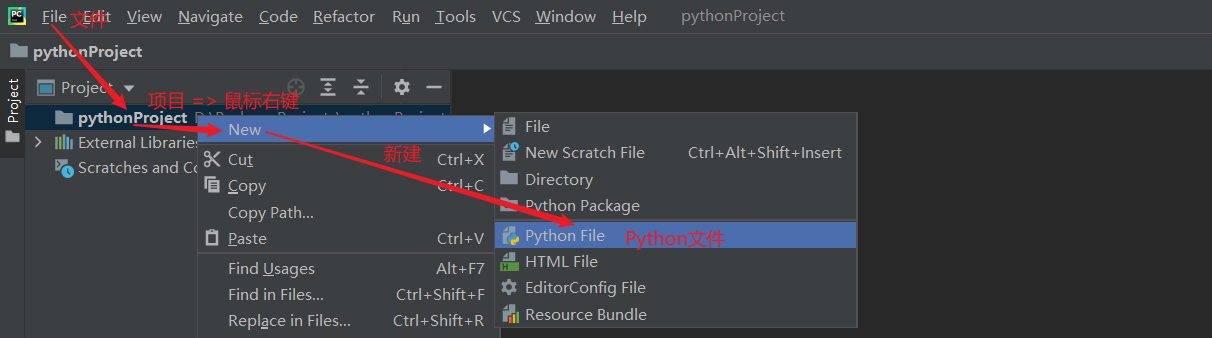 PC
File Edit View Navigate Code Refactor Run Tools VCS Window Help pythonProject
文件
pythonProject
Project
Project
项目 => 鼠标右键
pythonProject
External Libraries
Scratches and Co
New
新建
Cut Ctrl+X
Copy Ctrl+C
Copy Path...
Paste Ctrl+V
Find Usages Alt+F7
Find in Files... Ctrl+Shift+F
Replace in Files... Ctrl+Shift+R
File
New Scratch File Ctrl+Alt+Shift+Insert
Directory
Python Package
Python File Python文件
HTML File
EditorConfig File
Resource Bundle